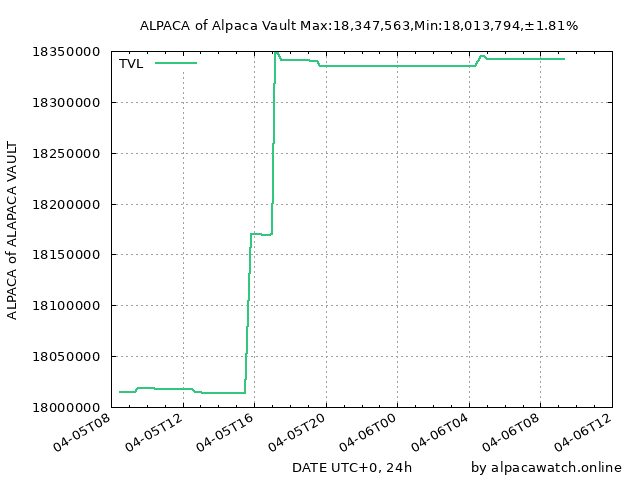 ALPACA of Alpaca Vault Max:18,347,563,Min:18,013,794,±1.81%
TVL
18350000
18300000
18250000
18200000
18150000
18100000
18050000
18000000
ALPACA of ALAPACA VAULT
04-05T08
04-05T12
04-05T16
04-05T20
04-06T00
04-06T04
04-06T08
04-06T12
DATE UTC+0, 24h
by alpacawatch.online